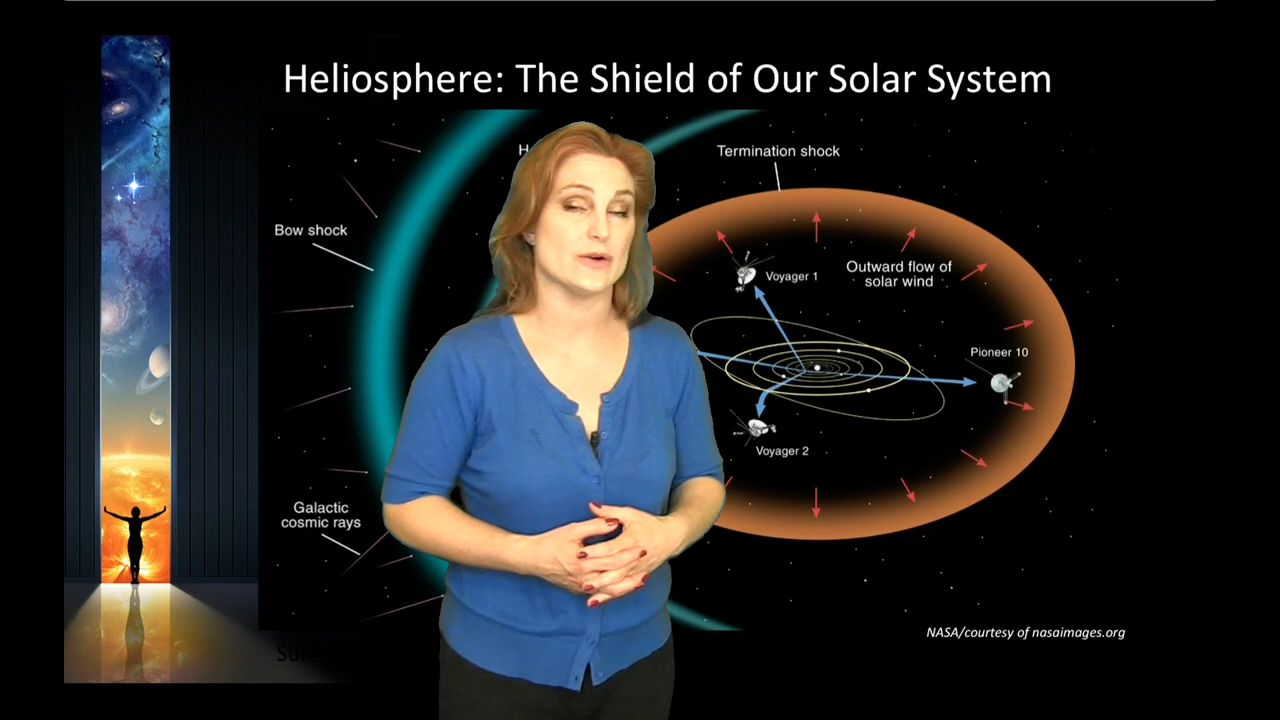 Heliosphere: The Shield of Our Solar System
Termination shock
Bow shock
Voyager 1
Outward flow of
solar wind
Pioneer 10
Voyager 2
Galactic
cosmic rays
NASA/courtesy of nasaimages.org